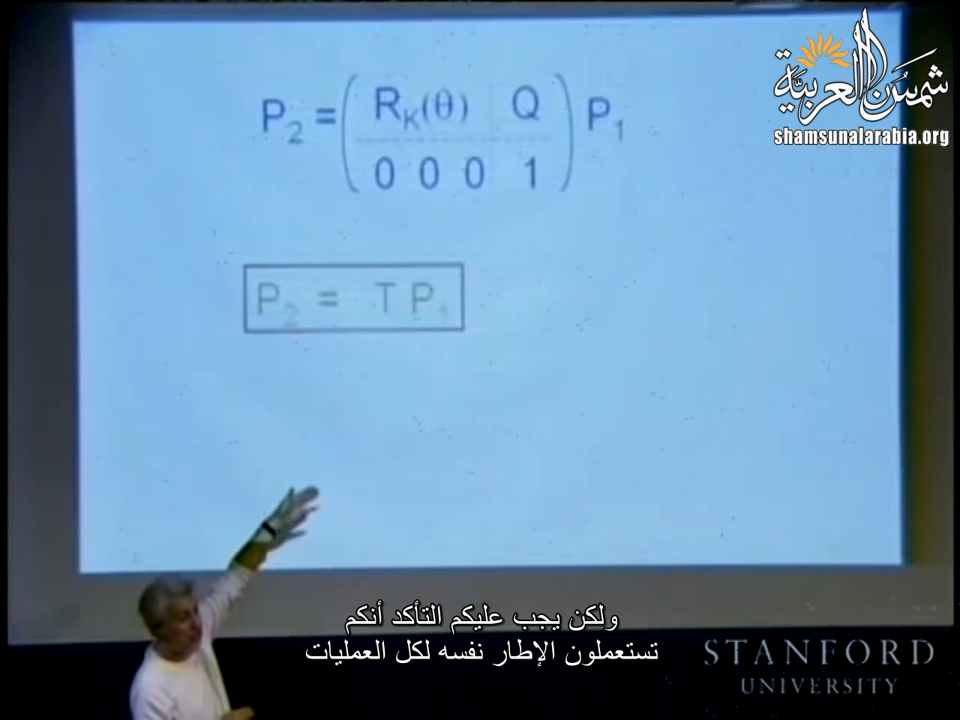 شمس العربية
shamsunalarabia.org
P₂ = ( R_K(θ) Q ) P₁
0 0 0 1
P₂ = T P₁
ولكن يجب عليكم التأكد أنكم
تستعملون الإطار نفسه لكل العمليات
STANFORD
UNIVERSITY